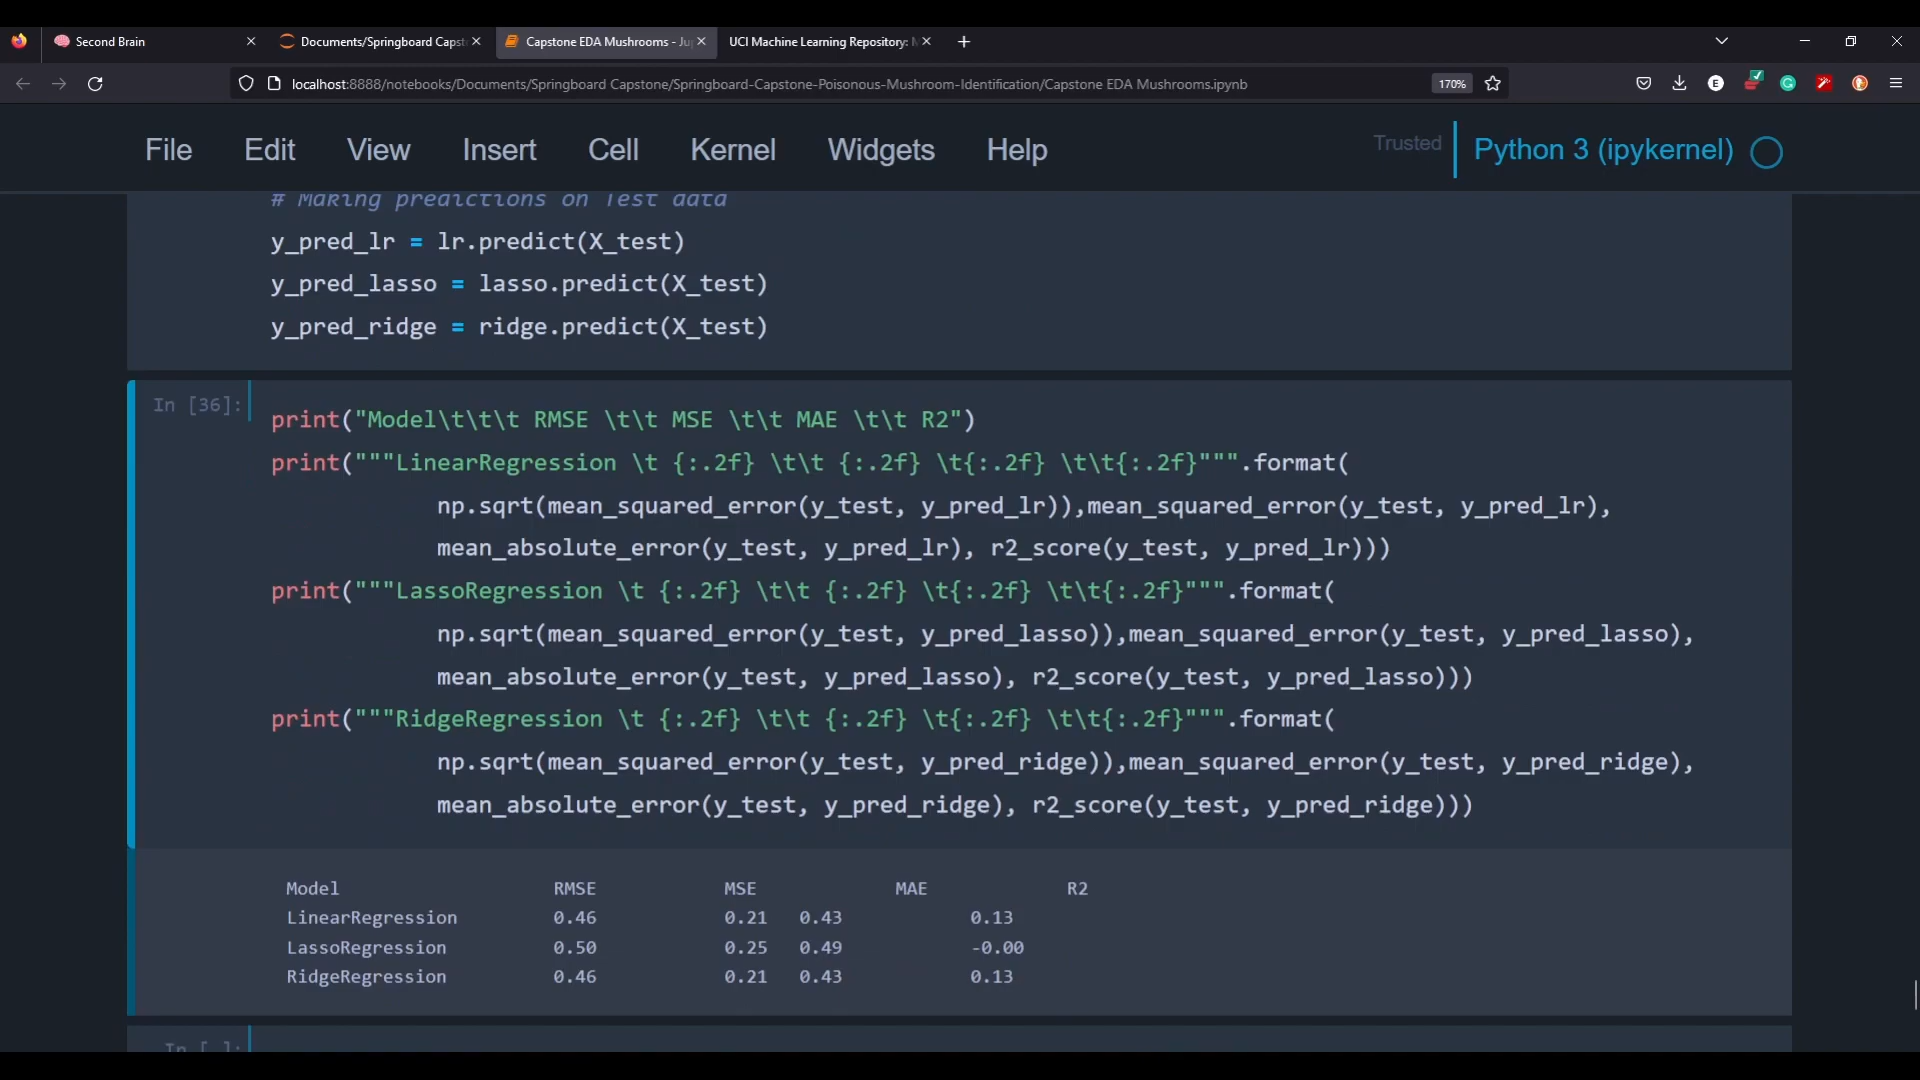 Second Brain
Documents/Springboard Capst
Capstone EDA Mushrooms - Ju
UCI Machine Learning Repository:
localhost:8888/notebooks/Documents/Springboard Capstone/Springboard-Capstone-Poisonous-Mushroom-Identification/Capstone EDA Mushrooms.ipynb
170%
E
File Edit View Insert Cell Kernel Widgets Help
Trusted
Python 3 (ipykernel)
# Making predictions on Test data
y_pred_lr = lr.predict(X_test)
y_pred_lasso = lasso.predict(X_test)
y_pred_ridge = ridge.predict(X_test)
In [36]:
print("Model\t\t\t RMSE \t\t MSE \t\t MAE \t\t R2")
print("""LinearRegression \t {:.2f} \t\t {:.2f} \t{:.2f} \t\t{:.2f}""".format(
np.sqrt(mean_squared_error(y_test, y_pred_lr)),mean_squared_error(y_test, y_pred_lr),
mean_absolute_error(y_test, y_pred_lr), r2_score(y_test, y_pred_lr)))
print("""LassoRegression \t {:.2f} \t\t {:.2f} \t{:.2f} \t\t{:.2f}""".format(
np.sqrt(mean_squared_error(y_test, y_pred_lasso)),mean_squared_error(y_test, y_pred_lasso),
mean_absolute_error(y_test, y_pred_lasso), r2_score(y_test, y_pred_lasso)))
print("""RidgeRegression \t {:.2f} \t\t {:.2f} \t{:.2f} \t\t{:.2f}""".format(
np.sqrt(mean_squared_error(y_test, y_pred_ridge)),mean_squared_error(y_test, y_pred_ridge),
mean_absolute_error(y_test, y_pred_ridge), r2_score(y_test, y_pred_ridge)))
Model RMSE MSE MAE R2
LinearRegression 0.46 0.21 0.43 0.13
LassoRegression 0.50 0.25 0.49 -0.00
RidgeRegression 0.46 0.21 0.43 0.13
In [ ]: